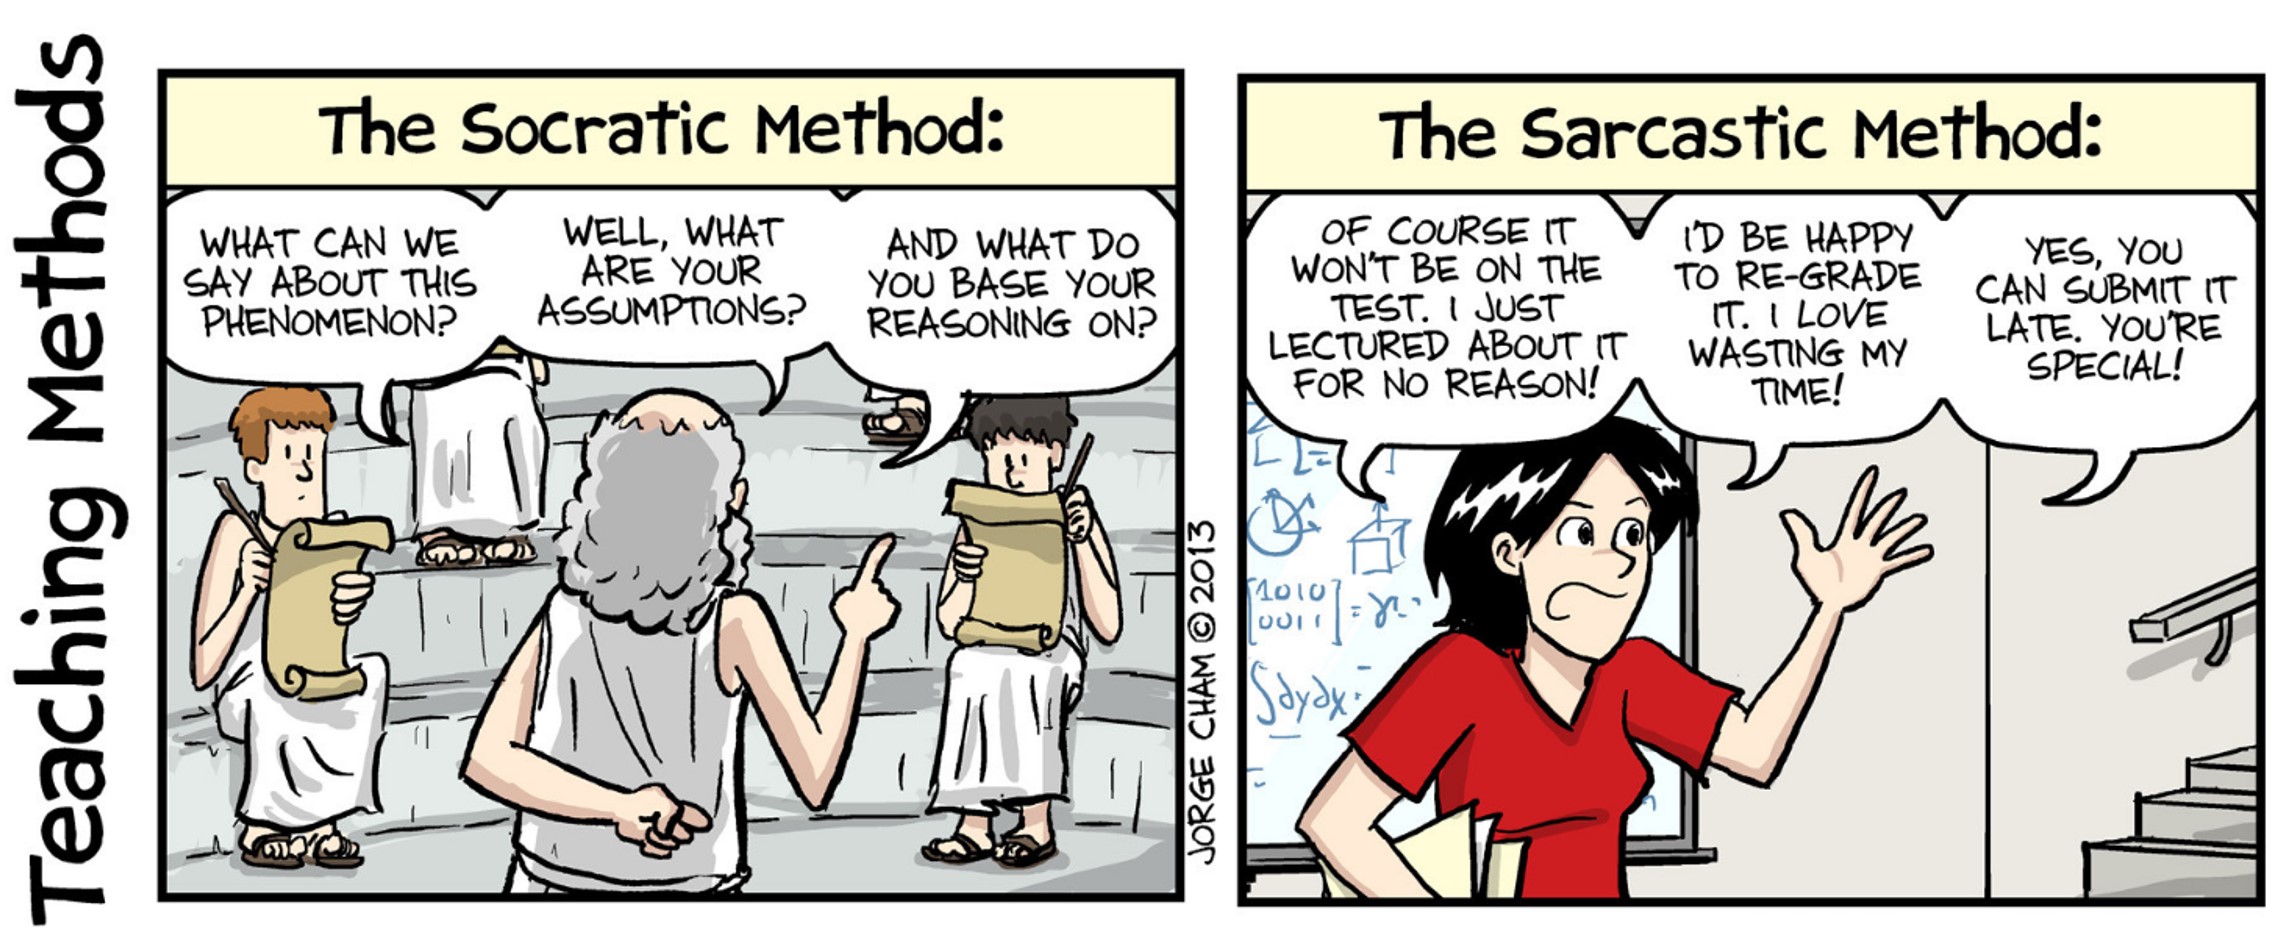 Teaching Methods
The Socratic Method:
WHAT CAN WE
SAY ABOUT THIS
PHENOMENON?
WELL, WHAT
ARE YOUR
ASSUMPTIONS?
AND WHAT DO
YOU BASE YOUR
REASONING ON?
JORGE CHAM © 2013
The Sarcastic Method:
OF COURSE IT
WON'T BE ON THE
TEST. I JUST
LECTURED ABOUT IT
FOR NO REASON!
I'D BE HAPPY
TO RE-GRADE
IT. I LOVE
WASTING MY
TIME!
YES, YOU
CAN SUBMIT IT
LATE. YOU'RE
SPECIAL!
1010
0011
∫∂y∂x